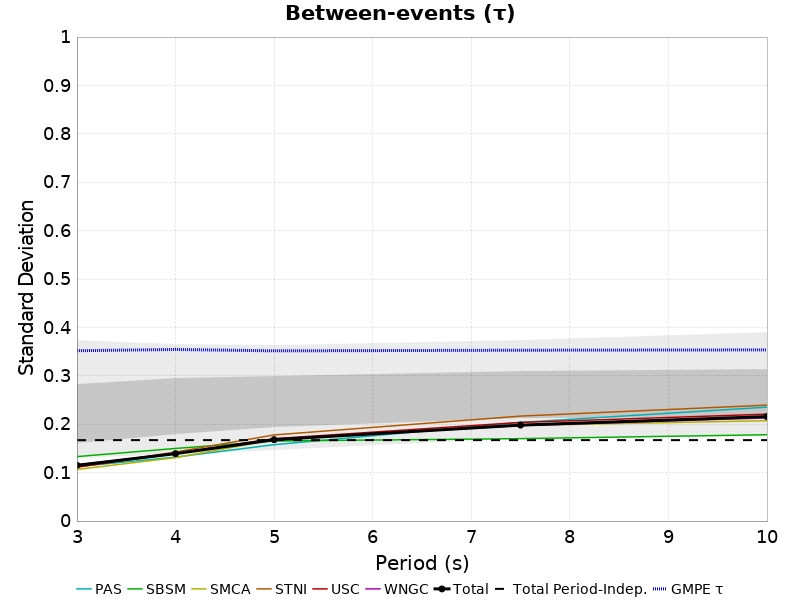 Between-events (τ)
Standard Deviation
1
0.9
0.8
0.7
0.6
0.5
0.4
0.3
0.2
0.1
0
3 4 5 6 7 8 9 10
Period (s)
PAS SBSM SMCA STNI USC WNGC Total Total Period-Indep. GMPE τ